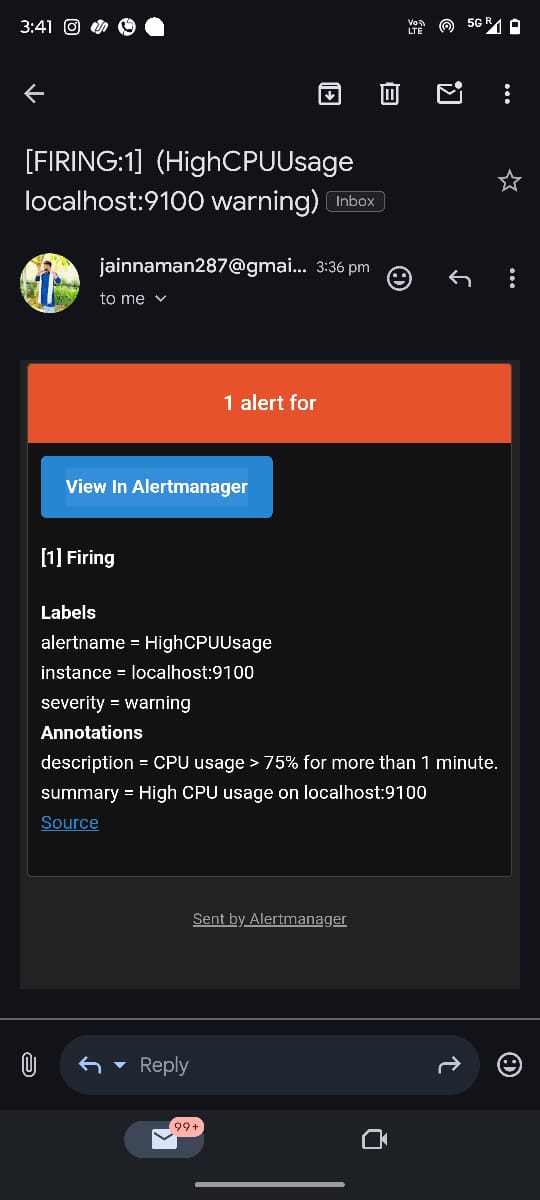 3:41
Vo))
LTE
5G R
[FIRING:1] (HighCPUUsage
localhost:9100 warning) Inbox
jainnaman287@gmai... 3:36 pm
to me
1 alert for
View In Alertmanager
[1] Firing
Labels
alertname = HighCPUUsage
instance = localhost:9100
severity = warning
Annotations
description = CPU usage > 75% for more than 1 minute.
summary = High CPU usage on localhost:9100
Source
Sent by Alertmanager
Reply
99+